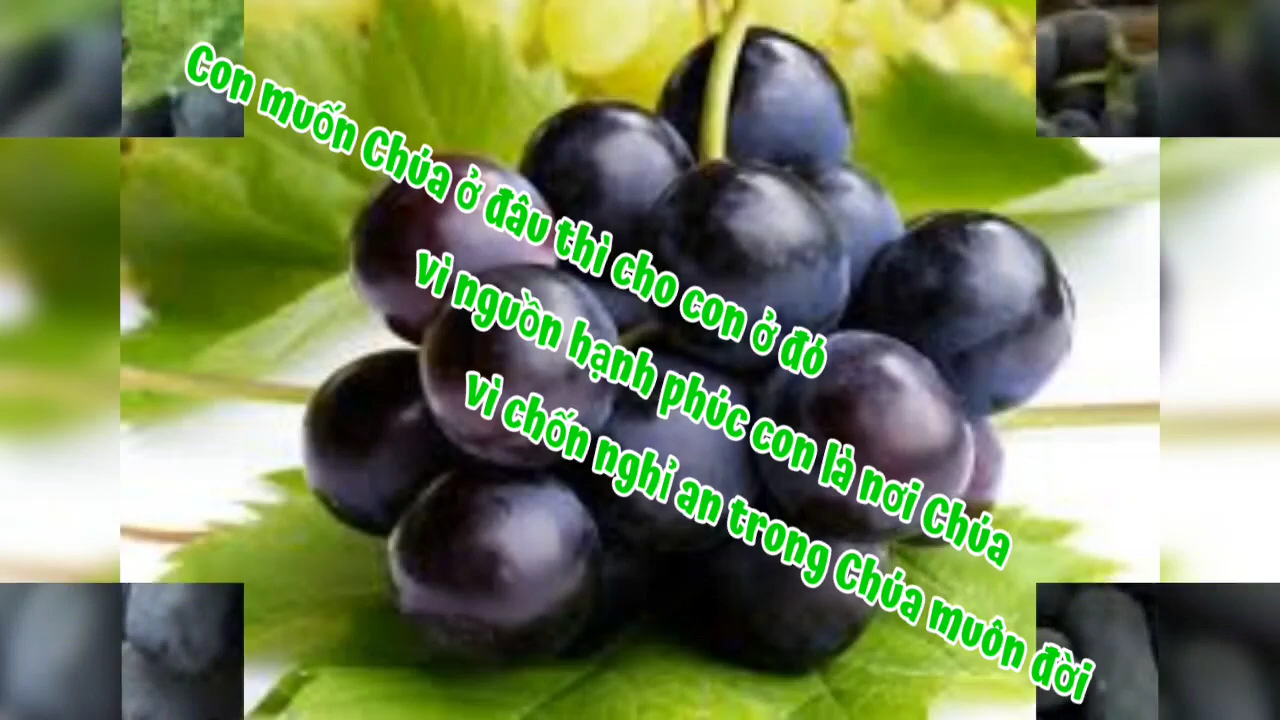 Con muốn Chúa ở đâu thì cho con ở đó
vì nguồn hạnh phúc con là nơi Chúa
vì chốn nghỉ an trong Chúa muôn đời